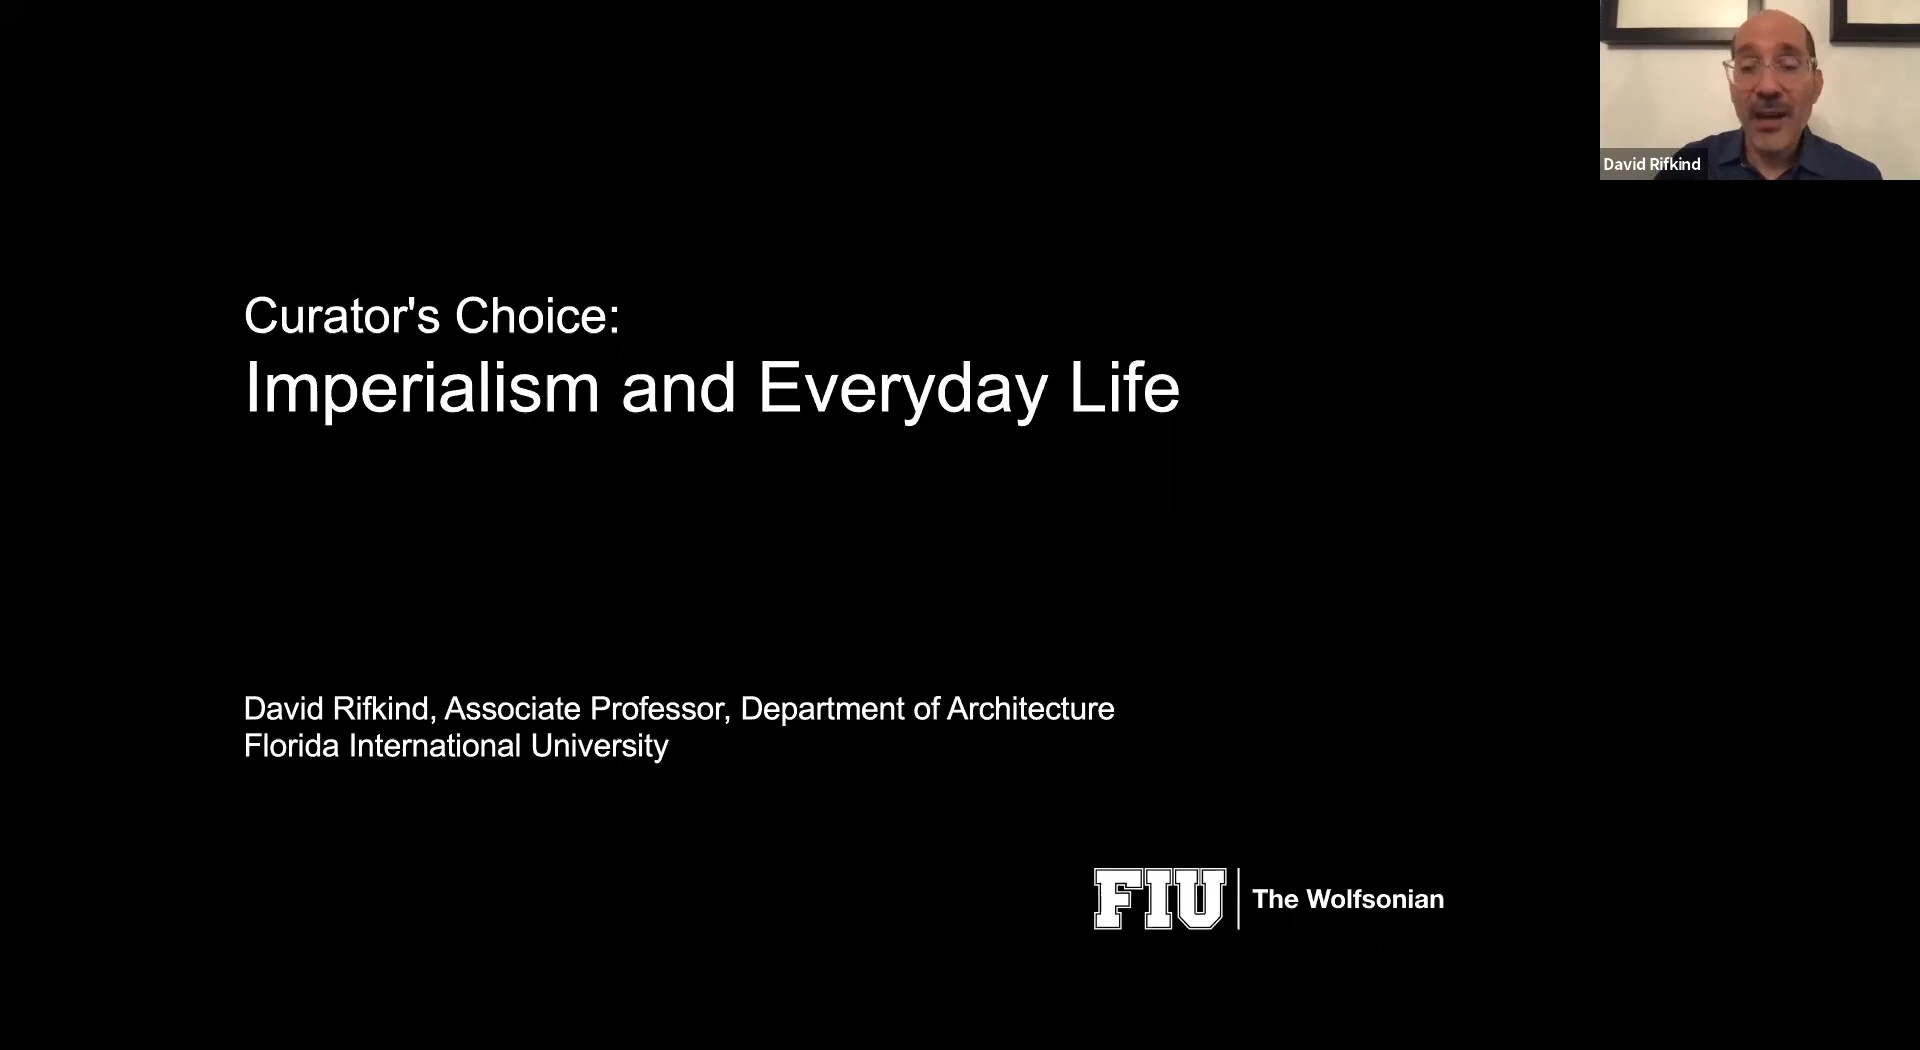 David Rifkind
Curator's Choice:
Imperialism and Everyday Life
David Rifkind, Associate Professor, Department of Architecture
Florida International University
FIU | The Wolfsonian